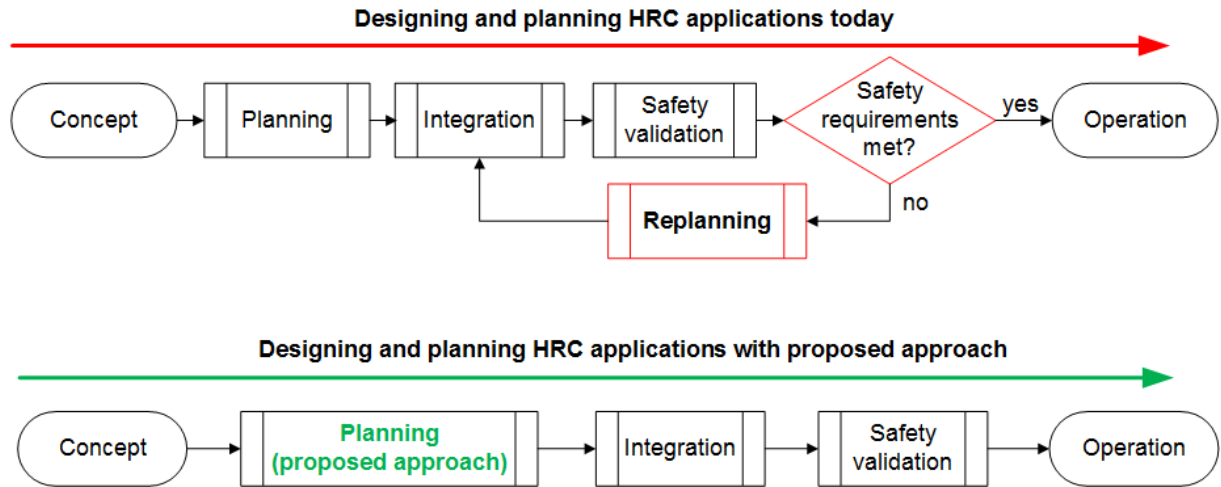 Designing and planning HRC applications today
Concept
Planning
Integration
Safety
validation
Safety
requirements
met?
yes
Operation
no
Replanning
Designing and planning HRC applications with proposed approach
Concept
Planning
(proposed approach)
Integration
Safety
validation
Operation